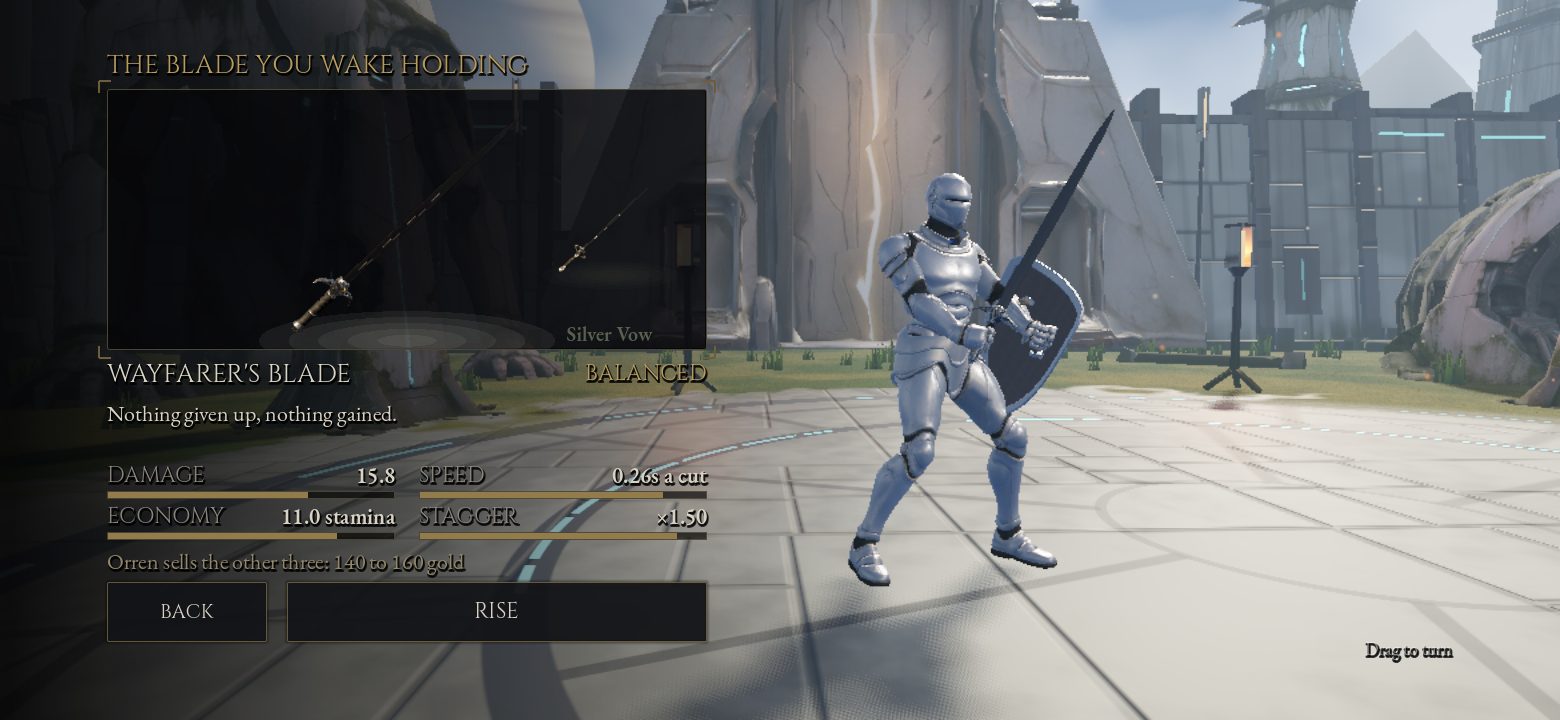 THE BLADE YOU WAKE HOLDING
Silver Vow
WAYFARER'S BLADE
BALANCED
Nothing given up, nothing gained.
DAMAGE 15.8
SPEED 0.26s a cut
ECONOMY 11.0 stamina
STAGGER ×1.50
Orren sells the other three: 140 to 160 gold
BACK
RISE
Drag to turn